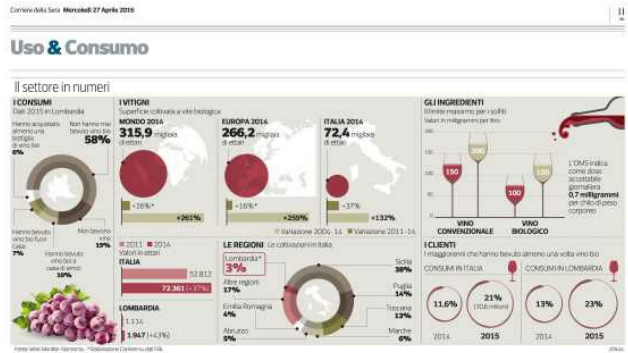 Corriere della Sera Mercoledì 27 Aprile 2016
11
Uso & Consumo
Il settore in numeri
I CONSUMI
Dati 2015 in Lombardia
Hanno acquistato
almeno una
bottiglia
di vino bio
6%
Non hanno mai
bevuto vino bio
58%
Hanno bevuto
vino bio fuori
casa
7%
Hanno bevuto
vino bio a
casa di amici
10%
Non bevono
vino
19%
I VITIGNI
Superficie coltivata a vite biologica
MONDO 2014
315,9 migliaia
di ettari
+26%*
+261%
EUROPA 2014
266,2 migliaia
di ettari
+16%*
+259%
ITALIA 2014
72,4 migliaia
di ettari
+37%
+132%
Variazione 2004-14 Variazione 2011-14
2011 2014
Valori in ettari
ITALIA
52.812
72.361 (+37%)
LOMBARDIA
1.947 (+43%)
LE REGIONI Le coltivazioni in Italia
Lombardia*
3%
Altre regioni
17%
Emilia Romagna
4%
Abruzzo
5%
Sicilia
38%
Puglia
14%
Toscana
13%
Marche
6%
GLI INGREDIENTI
Il limite massimo per i solfiti
Valori in milligrammi per litro
200
150
100
50
0
150
200
100
150
VINO
CONVENZIONALE
VINO
BIOLOGICO
L'OMS indica
come dose
accettabile
giornaliera
0,7 milligrammi
per chilo di peso
corporeo
I CLIENTI
I maggiorenni che hanno bevuto almeno una volta vino bio
CONSUMI IN ITALIA
11,6%
2014
21%
2015
CONSUMI IN LOMBARDIA
13%
2014
23%
2015